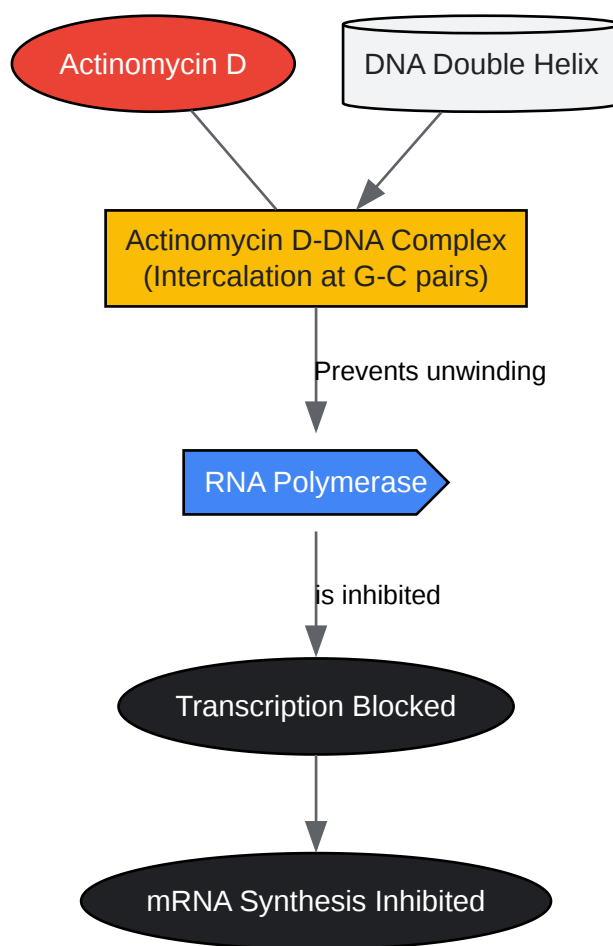 Actinomycin D
DNA Double Helix
Actinomycin D-DNA Complex
(Intercalation at G-C pairs)
Prevents unwinding
RNA Polymerase
is inhibited
Transcription Blocked
mRNA Synthesis Inhibited